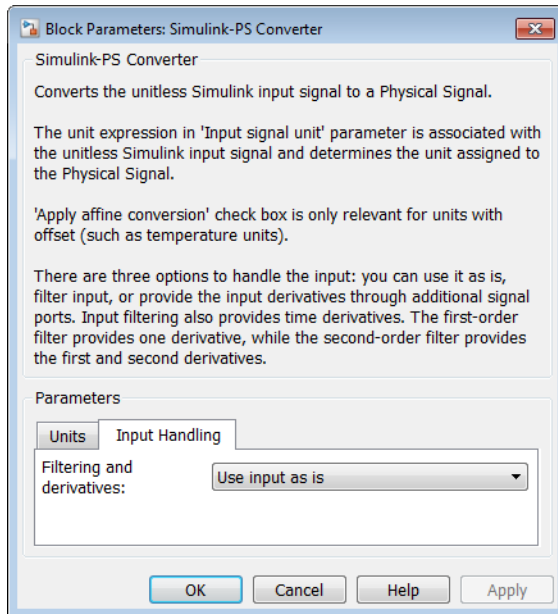 Block Parameters: Simulink-PS Converter
Simulink-PS Converter
Converts the unitless Simulink input signal to a Physical Signal.
The unit expression in 'Input signal unit' parameter is associated with
the unitless Simulink input signal and determines the unit assigned to
the Physical Signal.
'Apply affine conversion' check box is only relevant for units with
offset (such as temperature units).
There are three options to handle the input: you can use it as is,
filter input, or provide the input derivatives through additional signal
ports. Input filtering also provides time derivatives. The first-order
filter provides one derivative, while the second-order filter provides
the first and second derivatives.
Parameters
Units Input Handling
Filtering and
derivatives:
Use input as is
OK Cancel Help Apply